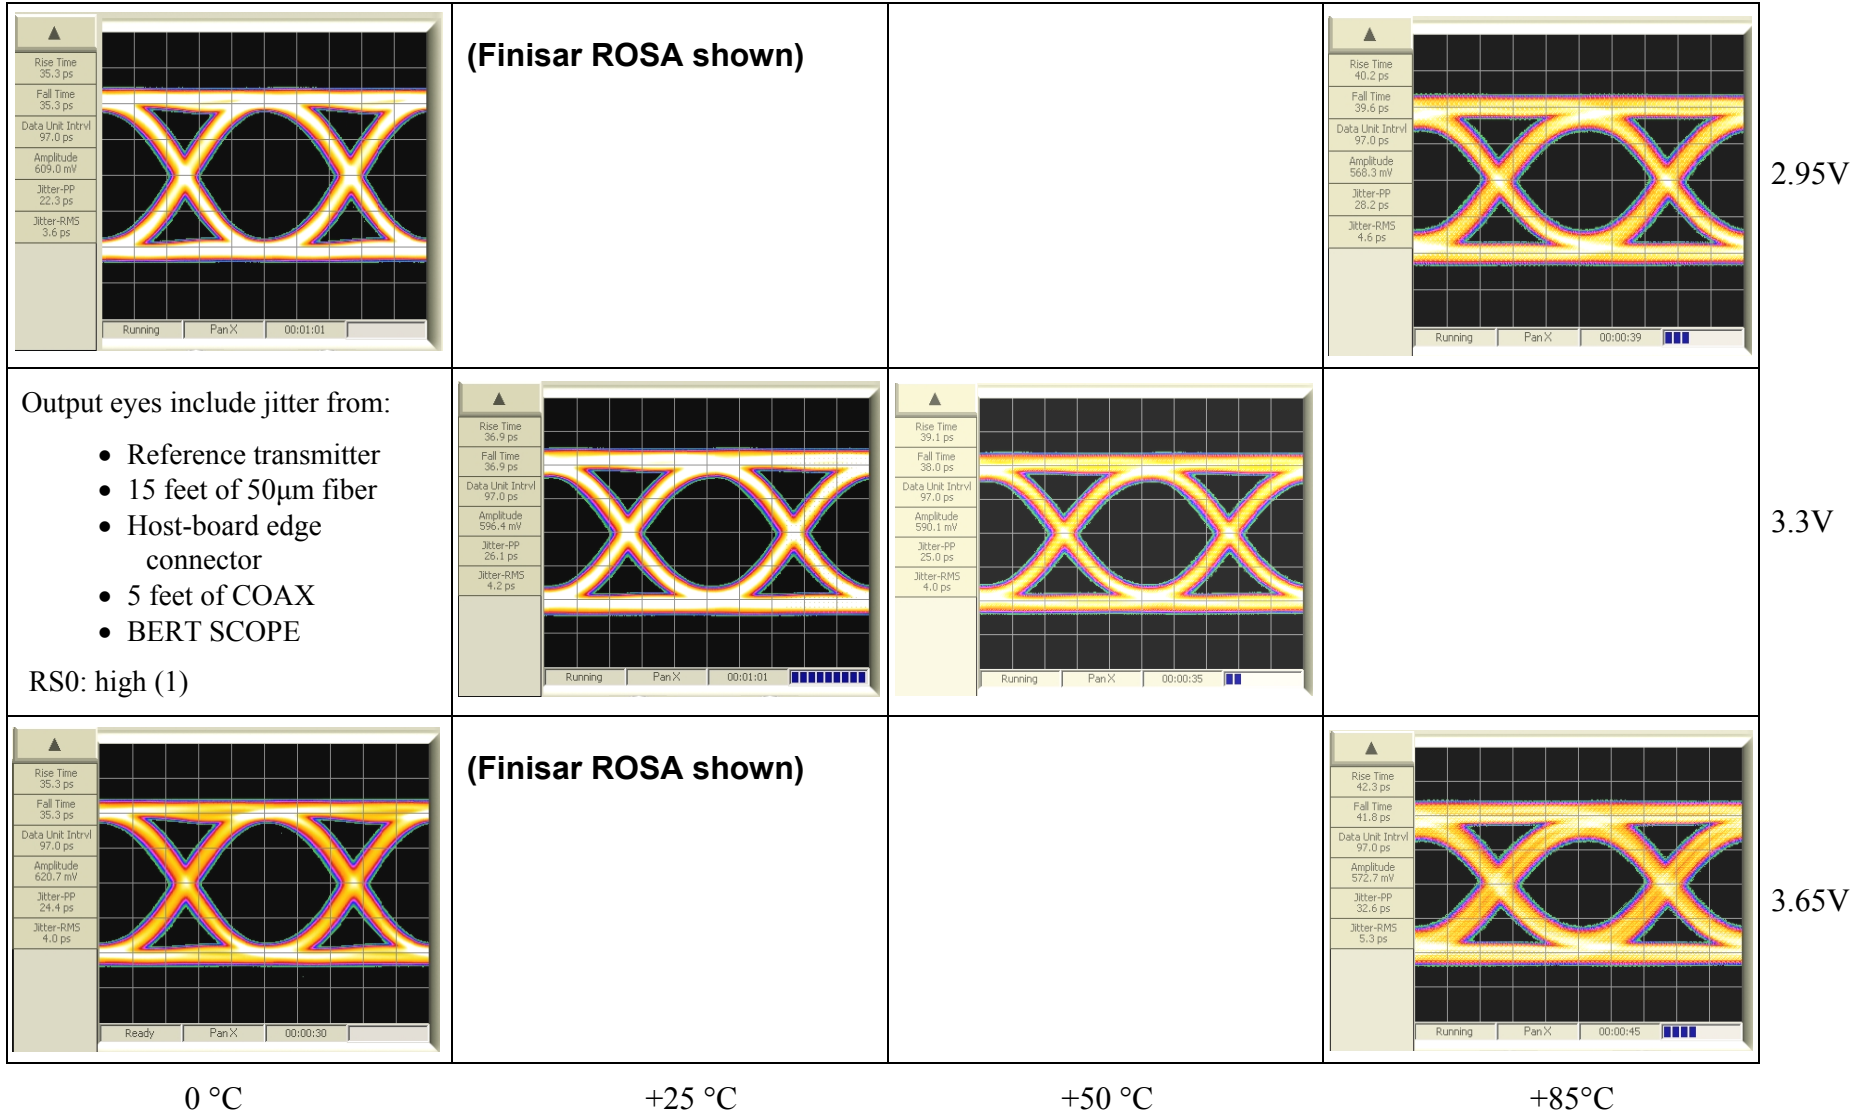 Rise Time
35.3 ps
Fall Time
35.3 ps
Data Unit Intrvl
97.0 ps
Amplitude
609.0 mV
Jitter-PP
22.3 ps
Jitter-RMS
3.6 ps
Running
Pan X
00:01:01
(Finisar ROSA shown)
Rise Time
40.2 ps
Fall Time
39.6 ps
Data Unit Intrvl
97.0 ps
Amplitude
568.3 mV
Jitter-PP
28.2 ps
Jitter-RMS
4.6 ps
Running
Pan X
00:00:39
2.95V
Output eyes include jitter from:
• Reference transmitter
• 15 feet of 50μm fiber
• Host-board edge
connector
• 5 feet of COAX
• BERT SCOPE
RS0: high (1)
Rise Time
36.9 ps
Fall Time
36.9 ps
Data Unit Intrvl
97.0 ps
Amplitude
596.4 mV
Jitter-PP
26.1 ps
Jitter-RMS
4.2 ps
Running
Pan X
00:01:01
Rise Time
39.1 ps
Fall Time
38.0 ps
Data Unit Intrvl
97.0 ps
Amplitude
590.1 mV
Jitter-PP
25.0 ps
Jitter-RMS
4.0 ps
Running
Pan X
00:00:35
3.3V
Rise Time
35.3 ps
Fall Time
35.3 ps
Data Unit Intrvl
97.0 ps
Amplitude
620.7 mV
Jitter-PP
24.4 ps
Jitter-RMS
4.0 ps
Ready
Pan X
00:00:30
(Finisar ROSA shown)
Rise Time
42.3 ps
Fall Time
41.8 ps
Data Unit Intrvl
97.0 ps
Amplitude
572.7 mV
Jitter-PP
32.6 ps
Jitter-RMS
5.3 ps
Running
Pan X
00:00:45
3.65V
0 °C
+25 °C
+50 °C
+85°C